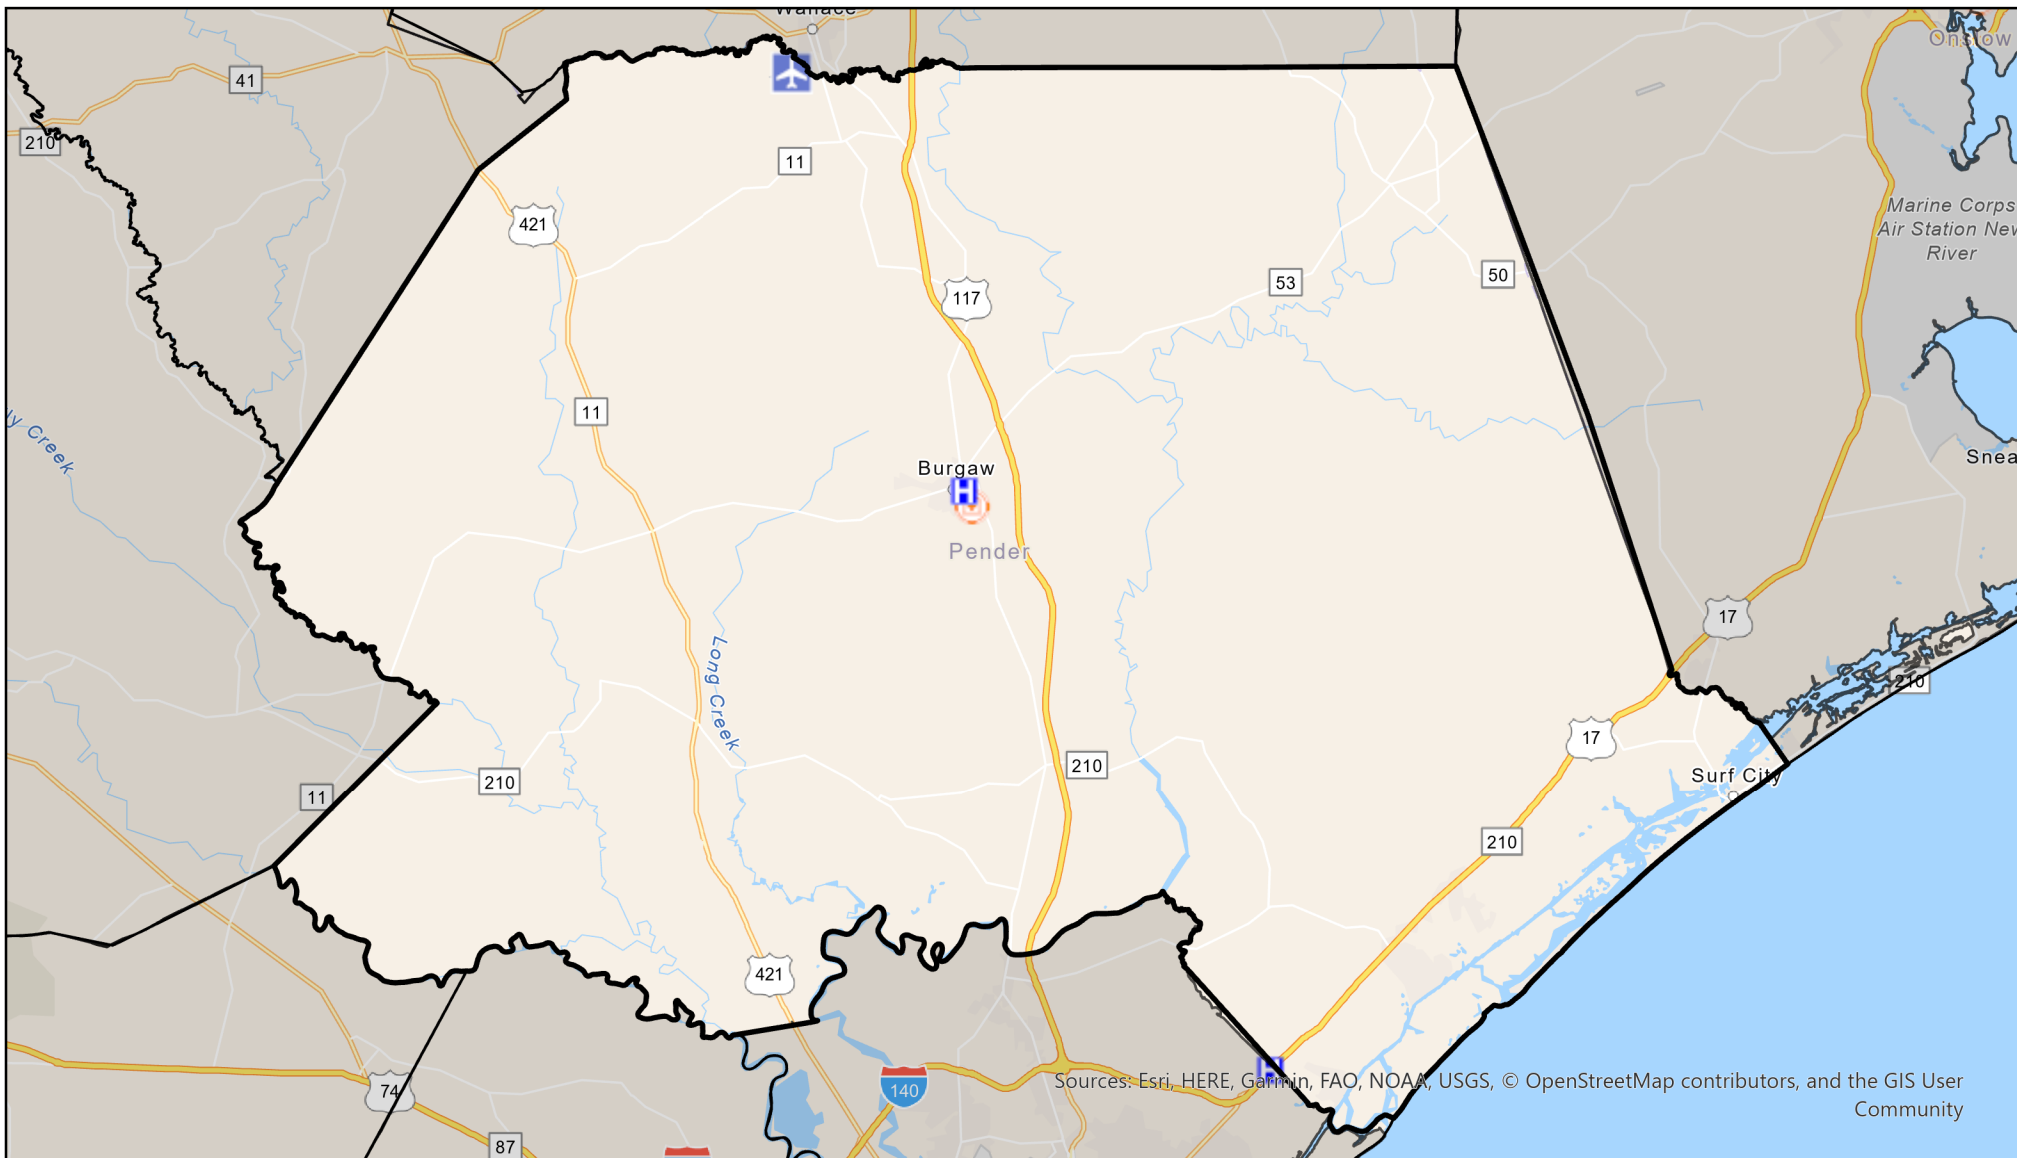 Wallace
Onslow
41
210
11
421
Marine Corps
Air Station New
River
117
53
50
11
ly Creek
Burgaw
H
Snea
Pender
17
Long Creek
210
17
210
210
Surf City
11
210
421
H
Sources: Esri, HERE, Garmin, FAO, NOAA, USGS, © OpenStreetMap contributors, and the GIS User
Community
74
140
87